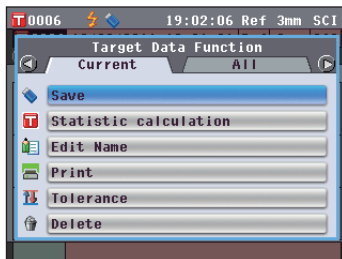 T0006 19:02:06 Ref 3mm SCI
Target Data Function
Current All
Save
T Statistic calculation
Edit Name
Print
Tolerance
Delete